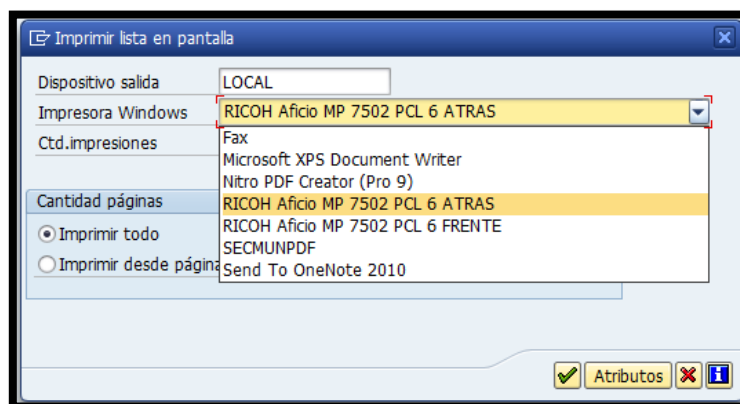 Imprimir lista en pantalla
Dispositivo salida LOCAL
Impresora Windows RICOH Aficio MP 7502 PCL 6 ATRAS
Ctd.impresiones
Fax
Microsoft XPS Document Writer
Nitro PDF Creator (Pro 9)
RICOH Aficio MP 7502 PCL 6 ATRAS
RICOH Aficio MP 7502 PCL 6 FRENTE
SECMUNPDF
Send To OneNote 2010
Cantidad páginas
Imprimir todo
Imprimir desde página
Atributos